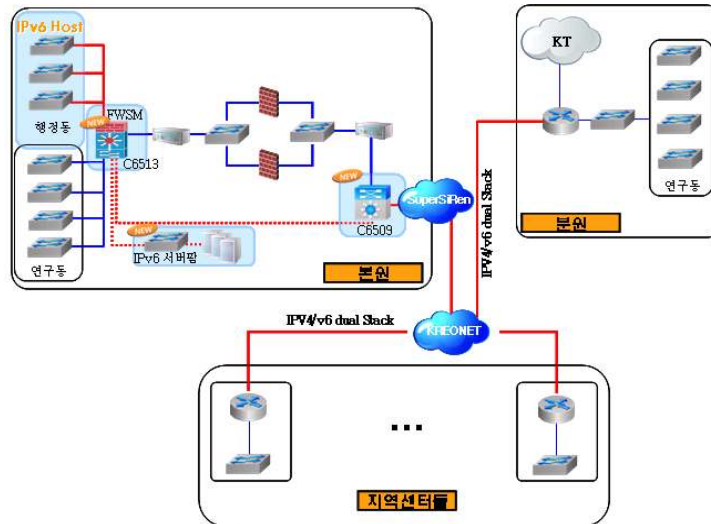 IPv6 Host
행정동
NEW
FWSM
C6513
연구동
NEW
IPv6 서버팜
NEW
C6509
본원
SuperSiRen
KT
연구동
분원
IPV4/v6 dual Stack
IPV4/v6 dual Stack
KREONET
...
지역센터들